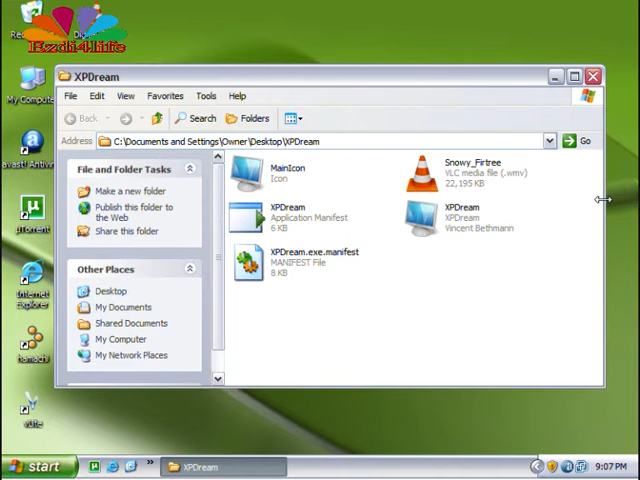 Bzdi4life
My Compute
avast! Antivir
µTorrent
Internet
Explorer
hamachi
XPDream
File Edit View Favorites Tools Help
Back Search Folders
Address C:\Documents and Settings\Owner\Desktop\XPDream Go
File and Folder Tasks
Make a new folder
Publish this folder to
the Web
Share this folder
Other Places
Desktop
My Documents
Shared Documents
My Computer
My Network Places
MainIcon
Icon
Snowy_Firtree
VLC media file (.wmv)
22,195 KB
XPDream
Application Manifest
6 KB
XPDream
XPDream
Vincent Bethmann
XPDream.exe.manifest
MANIFEST File
8 KB
start
XPDream
9:07 PM